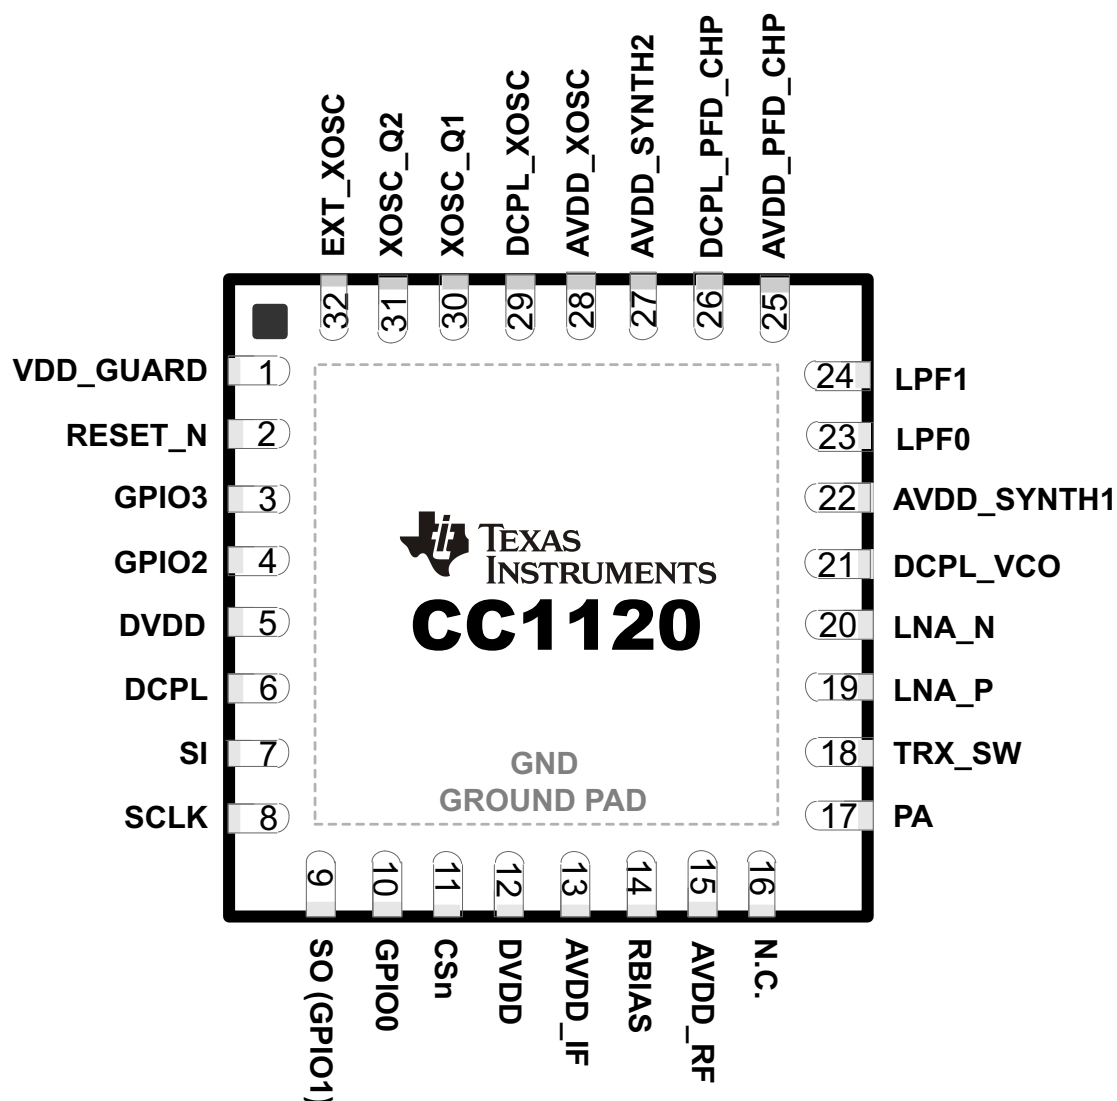 EXT_XOSC
XOSC_Q2
XOSC_Q1
DCPL_XOSC
AVDD_XOSC
AVDD_SYNTH2
DCPL_PFD_CHP
AVDD_PFD_CHP
32
31
30
29
28
27
26
25
VDD_GUARD 1
RESET_N 2
GPIO3 3
GPIO2 4
DVDD 5
DCPL 6
SI 7
SCLK 8
24 LPF1
23 LPF0
22 AVDD_SYNTH1
21 DCPL_VCO
20 LNA_N
19 LNA_P
18 TRX_SW
17 PA
TEXAS
INSTRUMENTS
CC1120
GND
GROUND PAD
9
10
11
12
13
14
15
16
SO (GPIO1)
GPIO0
CSn
DVDD
AVDD_IF
RBIAS
AVDD_RF
N.C.